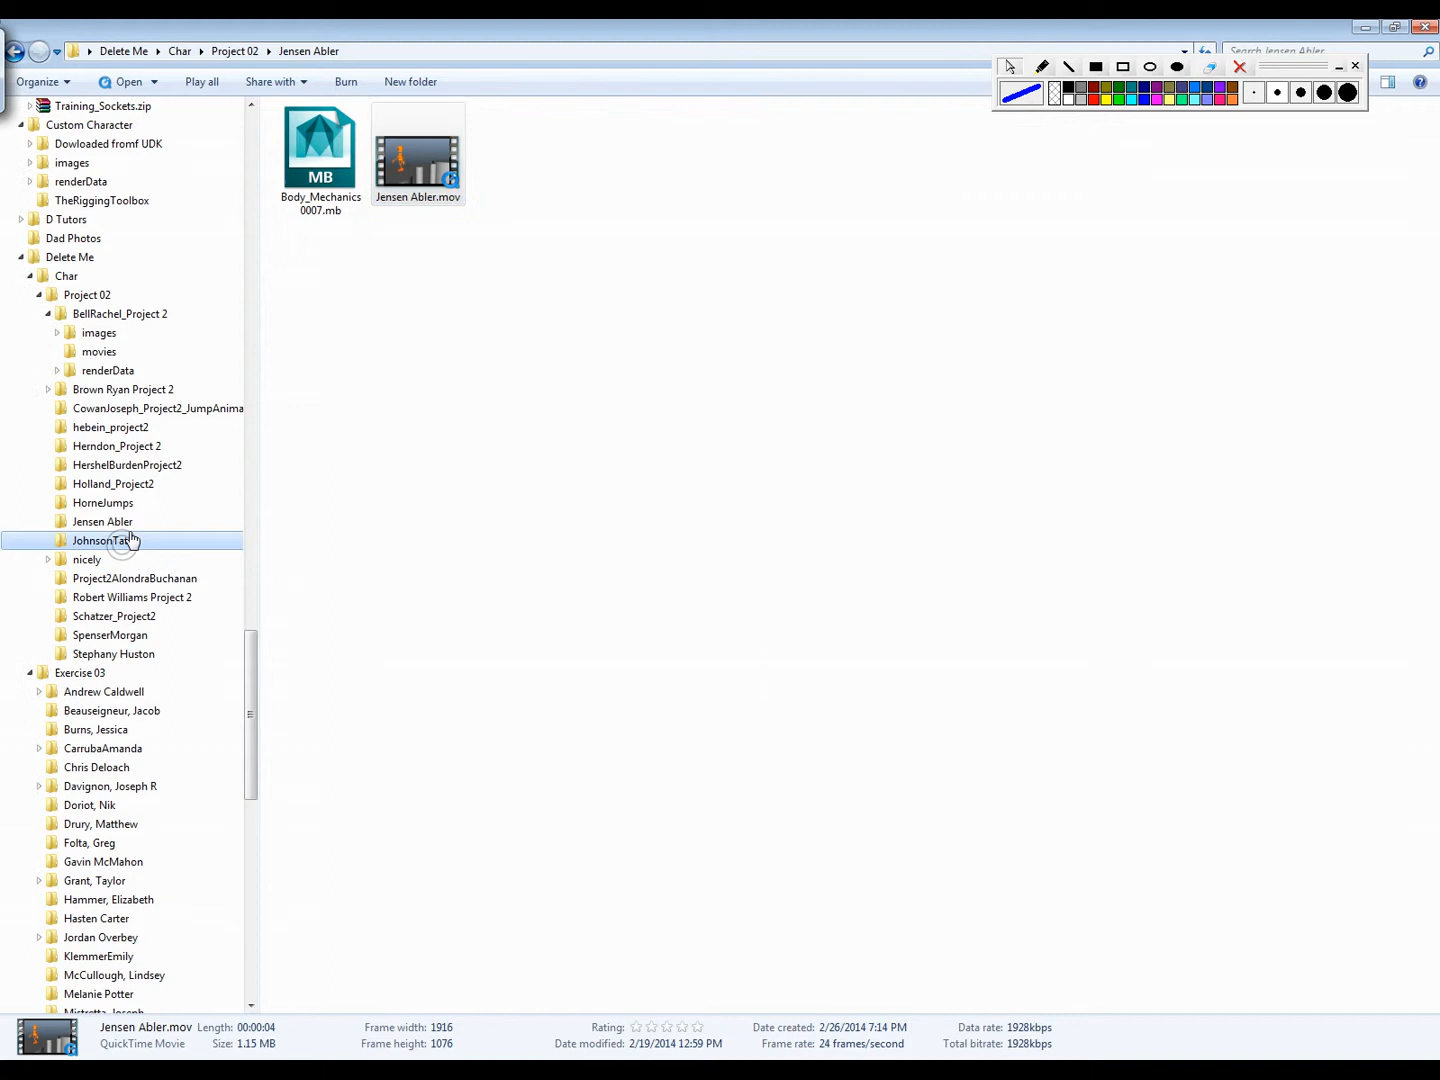 Delete Me Char Project 02 Jensen Abler
Organize Open Play all Share with Burn New folder
Search Jensen Abler
Training_Sockets.zip
Custom Character
Dowloaded fromf UDK
images
renderData
TheRiggingToolbox
D Tutors
Dad Photos
Delete Me
Char
Project 02
BellRachel_Project 2
images
movies
renderData
Brown Ryan Project 2
CowanJoseph_Project2_JumpAnima
hebein_project2
Herndon_Project 2
HershelBurdenProject2
Holland_Project2
HorneJumps
Jensen Abler
nicely
Project2AlondraBuchanan
Robert Williams Project 2
Schatzer_Project2
SpenserMorgan
Stephany Huston
Exercise 03
Andrew Caldwell
Beauseigneur, Jacob
Burns, Jessica
CarrubaAmanda
Chris Deloach
Davignon, Joseph R
Doriot, Nik
Drury, Matthew
Folta, Greg
Gavin McMahon
Grant, Taylor
Hammer, Elizabeth
Hasten Carter
Jordan Overbey
KlemmerEmily
McCullough, Lindsey
Melanie Potter
MB
Body_Mechanics
0007.mb
Jensen Abler.mov
Jensen Abler.mov Length: 00:00:04 Frame width: 1916 Rating: Date created: 2/26/2014 7:14 PM Data rate: 1928kbps
QuickTime Movie Size: 1.15 MB Frame height: 1076 Date modified: 2/19/2014 12:59 PM Frame rate: 24 frames/second Total bitrate: 1928kbps